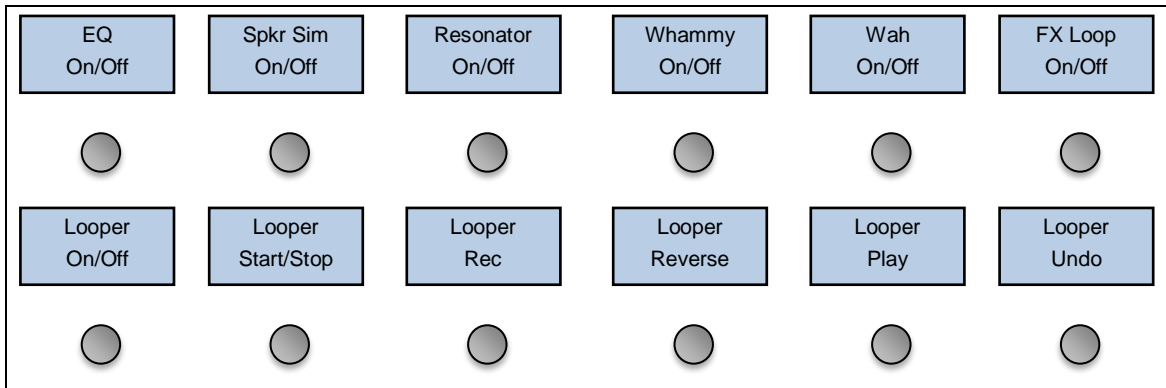 EQ
On/Off
Spkr Sim
On/Off
Resonator
On/Off
Whammy
On/Off
Wah
On/Off
FX Loop
On/Off
Looper
On/Off
Looper
Start/Stop
Looper
Rec
Looper
Reverse
Looper
Play
Looper
Undo